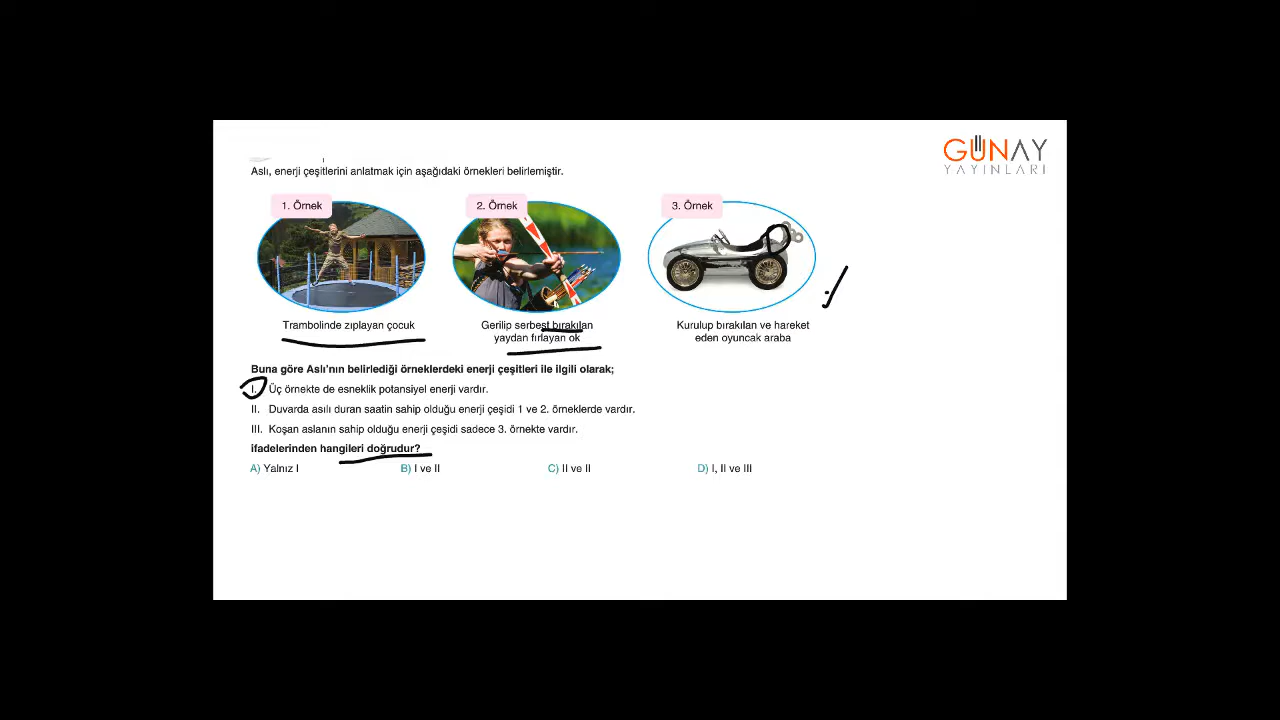 GÜNAY
YAYINLARI
Aslı, enerji çeşitlerini anlatmak için aşağıdaki örnekleri belirlemiştir.
1. Örnek
2. Örnek
3. Örnek
Trambolinde zıplayan çocuk
Gerilip serbest bırakılan
yaydan fırlayan ok
Kurulup bırakılan ve hareket
eden oyuncak araba
Buna göre Aslı'nın belirlediği örneklerdeki enerji çeşitleri ile ilgili olarak;
I. Üç örnekte de esneklik potansiyel enerji vardır.
II. Duvarda asılı duran saatin sahip olduğu enerji çeşidi 1 ve 2. örneklerde vardır.
III. Koşan aslanın sahip olduğu enerji çeşidi sadece 3. örnekte vardır.
ifadelerinden hangileri doğrudur?
A) Yalnız I B) I ve II C) II ve II D) I, II ve III